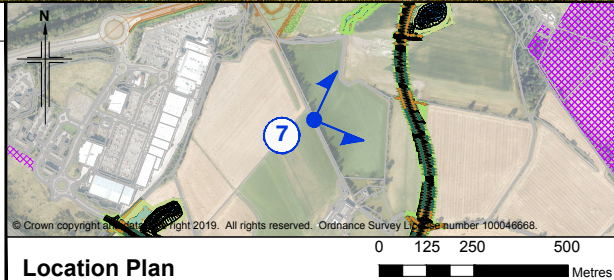 N
7
© Crown copyright and database right 2019. All rights reserved. Ordnance Survey Licence number 100046668.
Location Plan
0 125 250 500
Metres